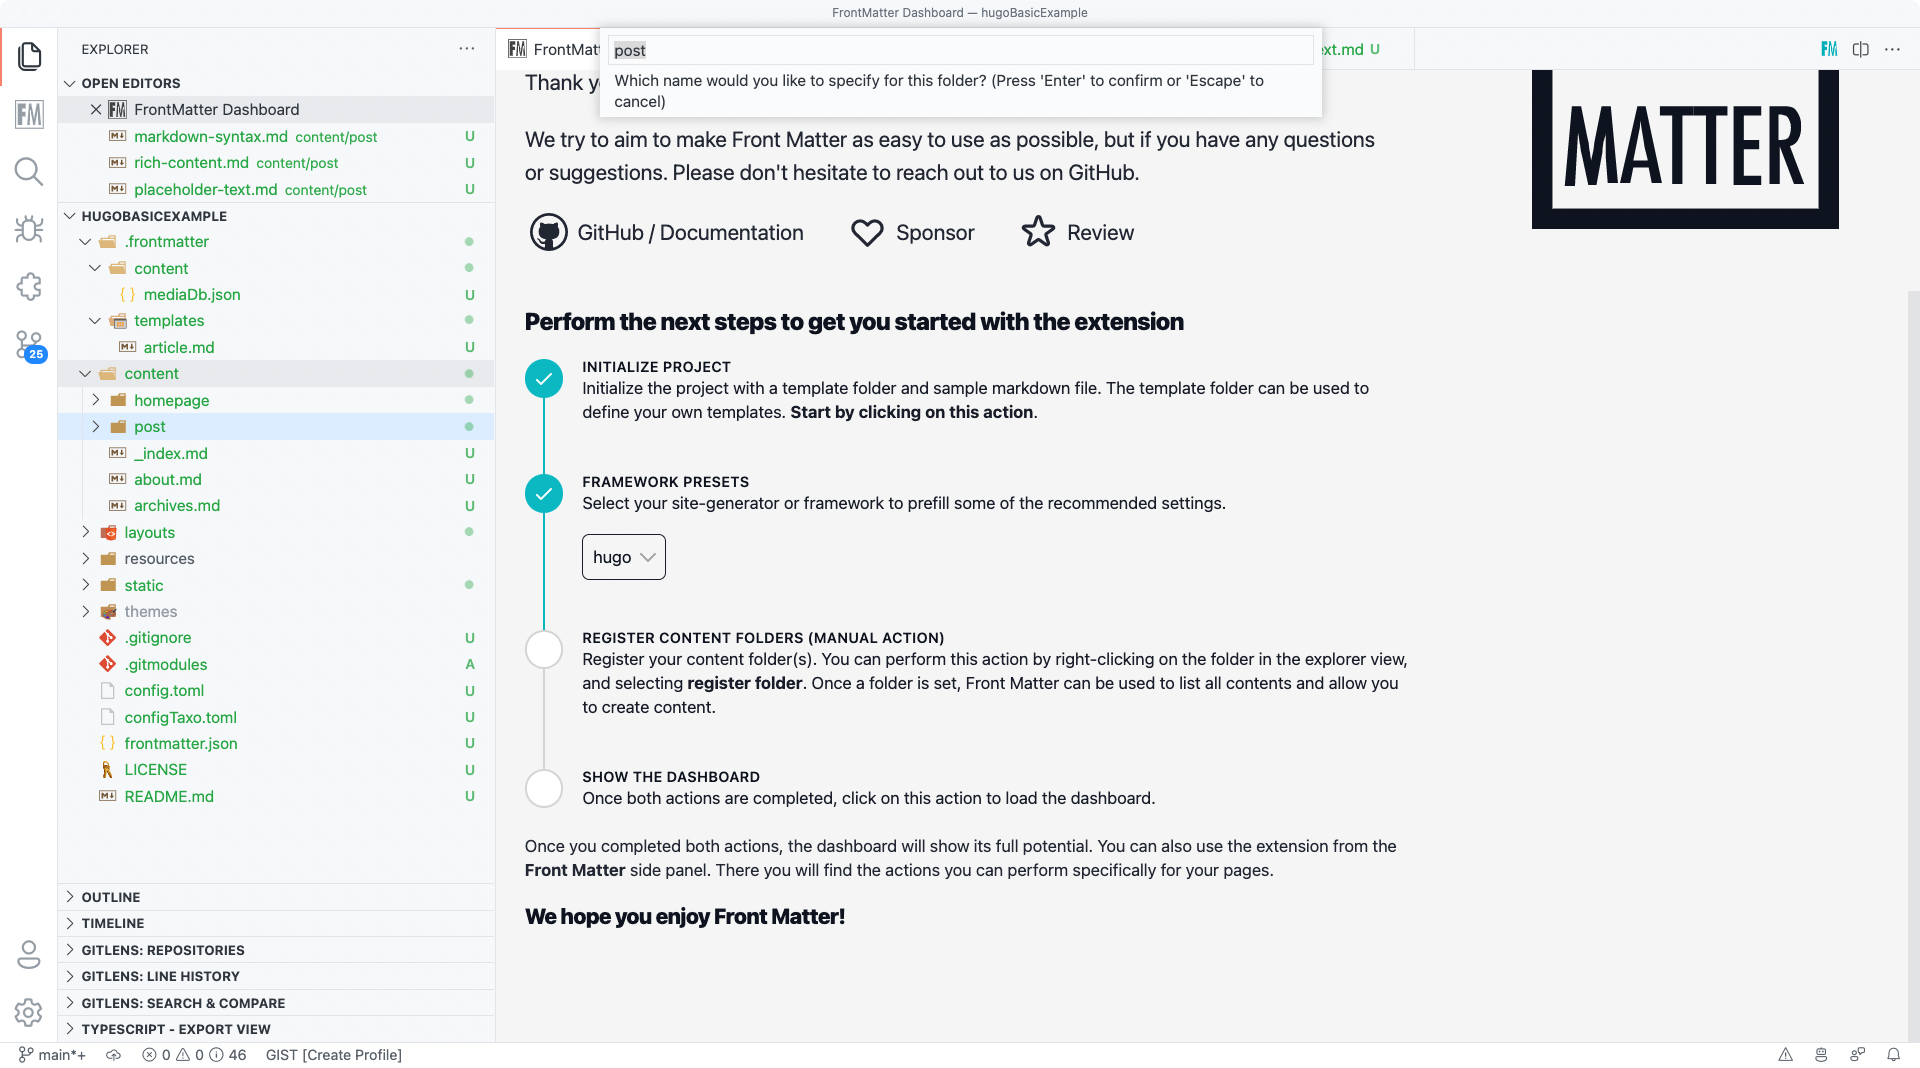 FrontMatter Dashboard — hugoBasicExample
EXPLORER
OPEN EDITORS
FM FrontMatter Dashboard
markdown-syntax.md content/post U
rich-content.md content/post U
placeholder-text.md content/post U
HUGOBASICEXAMPLE
.frontmatter
content
{ } mediaDb.json U
templates
article.md U
content
homepage
post
_index.md U
about.md U
archives.md U
layouts
resources
static
themes
.gitignore U
.gitmodules A
config.toml U
configTaxo.toml U
{ } frontmatter.json U
LICENSE U
README.md U
OUTLINE
TIMELINE
GITLENS: REPOSITORIES
GITLENS: LINE HISTORY
GITLENS: SEARCH & COMPARE
TYPESCRIPT - EXPORT VIEW
FM
25
FM FrontMatt
ext.md U
FM
post
Which name would you like to specify for this folder? (Press 'Enter' to confirm or 'Escape' to
cancel)
Thank y
We try to aim to make Front Matter as easy to use as possible, but if you have any questions
or suggestions. Please don't hesitate to reach out to us on GitHub.
MATTER
GitHub / Documentation Sponsor Review
Perform the next steps to get you started with the extension
INITIALIZE PROJECT
Initialize the project with a template folder and sample markdown file. The template folder can be used to
define your own templates. Start by clicking on this action.
FRAMEWORK PRESETS
Select your site-generator or framework to prefill some of the recommended settings.
hugo
REGISTER CONTENT FOLDERS (MANUAL ACTION)
Register your content folder(s). You can perform this action by right-clicking on the folder in the explorer view,
and selecting register folder. Once a folder is set, Front Matter can be used to list all contents and allow you
to create content.
SHOW THE DASHBOARD
Once both actions are completed, click on this action to load the dashboard.
Once you completed both actions, the dashboard will show its full potential. You can also use the extension from the
Front Matter side panel. There you will find the actions you can perform specifically for your pages.
We hope you enjoy Front Matter!
main*+ 0 0 46 GIST [Create Profile]